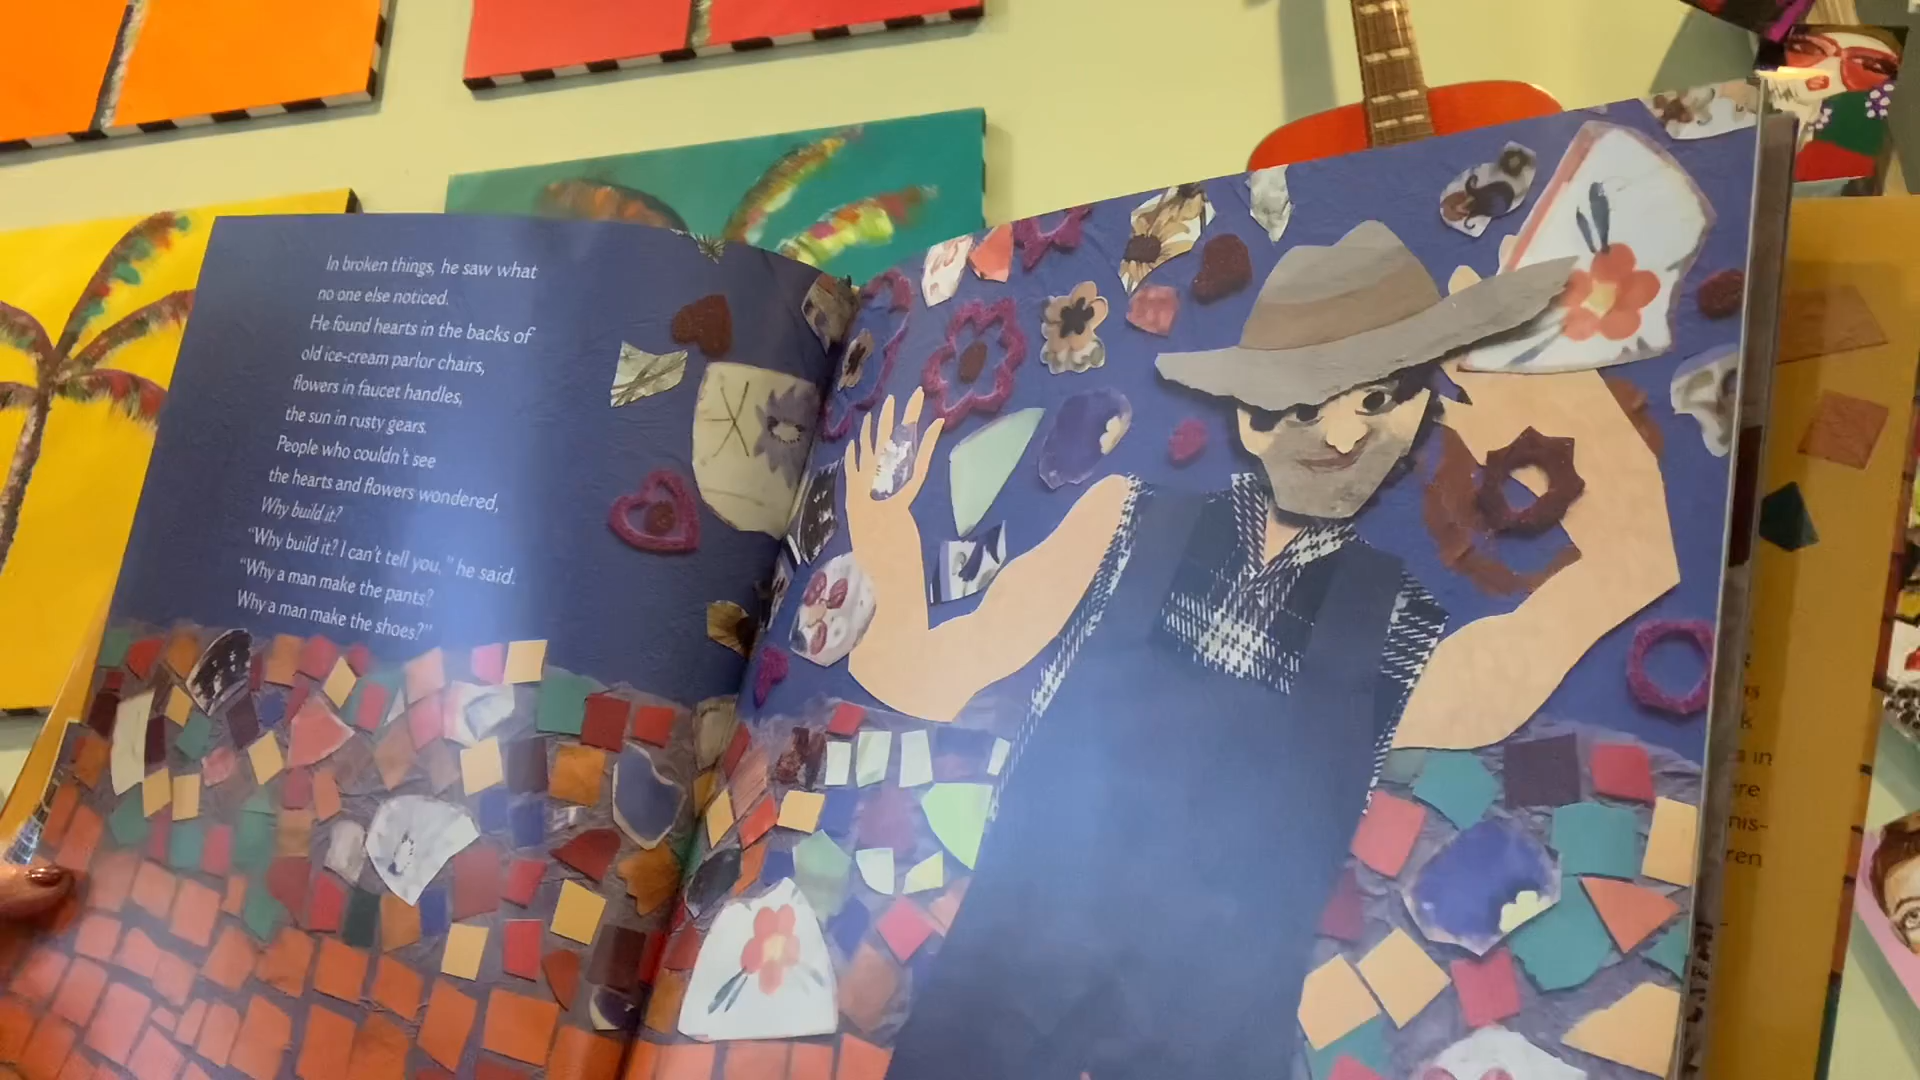 In broken things, he saw what
no one else noticed.
He found hearts in the backs of
old ice-cream parlor chairs,
flowers in faucet handles,
the sun in rusty gears.
People who couldn't see
the hearts and flowers wondered,
Why build it?
"Why build it? I can't tell you," he said.
"Why a man make the pants?
Why a man make the shoes?"
in